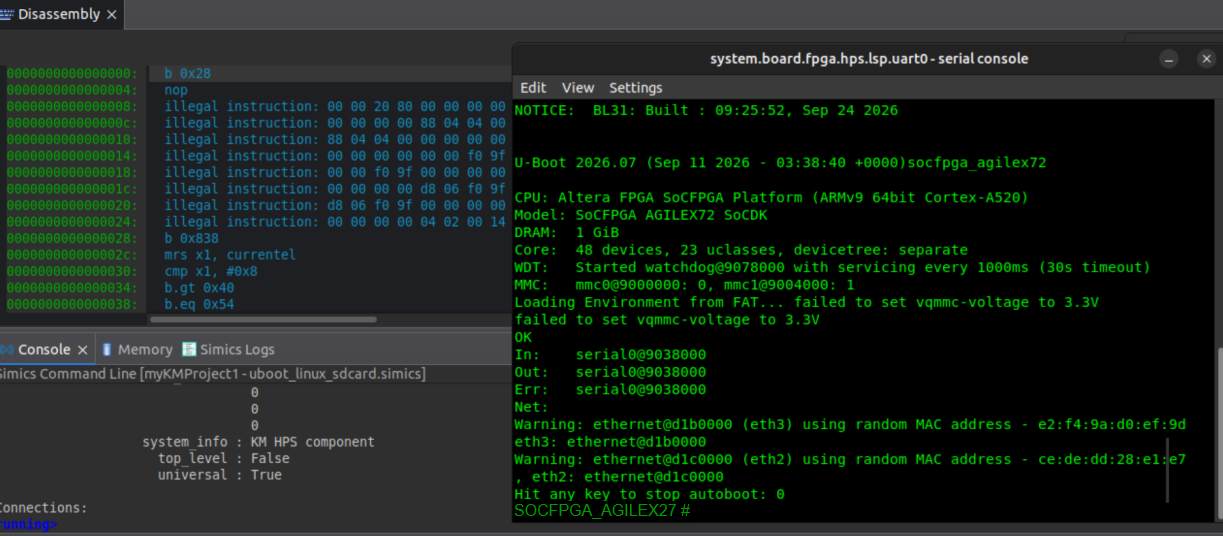 Disassembly
0000000000000000: b 0x28
0000000000000004: nop
0000000000000008: illegal instruction: 00 00 20 80 00 00 00 00
000000000000000c: illegal instruction: 00 00 00 00 88 04 04 00
0000000000000010: illegal instruction: 88 04 04 00 00 00 00 00
0000000000000014: illegal instruction: 00 00 00 00 00 00 f0 9f
0000000000000018: illegal instruction: 00 00 f0 9f 00 00 00 00
000000000000001c: illegal instruction: 00 00 00 00 d8 06 f0 9f
0000000000000020: illegal instruction: d8 06 f0 9f 00 00 00 00
0000000000000024: illegal instruction: 00 00 00 00 04 02 00 14
0000000000000028: b 0x838
000000000000002c: mrs x1, currentel
0000000000000030: cmp x1, #0x8
0000000000000034: b.gt 0x40
0000000000000038: b.eq 0x54
Console Memory Simics Logs
Simics Command Line [myKMProject1 - uboot_linux_sdcard.simics]
0
0
0
system_info : KM HPS component
top_level : False
universal : True
Connections:
running>
system.board.fpga.hps.lsp.uart0 - serial console
Edit View Settings
NOTICE: BL31: Built : 09:25:52, Sep 24 2026
U-Boot 2026.07 (Sep 11 2026 - 03:38:40 +0000)socfpga_agilex72
CPU: Altera FPGA SoCFPGA Platform (ARMv9 64bit Cortex-A520)
Model: SoCFPGA AGILEX72 SoCDK
DRAM: 1 GiB
Core: 48 devices, 23 uclasses, devicetree: separate
WDT: Started watchdog@9078000 with servicing every 1000ms (30s timeout)
MMC: mmc0@9000000: 0, mmc1@9004000: 1
Loading Environment from FAT... failed to set vqmmc-voltage to 3.3V
failed to set vqmmc-voltage to 3.3V
OK
In: serial0@9038000
Out: serial0@9038000
Err: serial0@9038000
Net:
Warning: ethernet@d1b0000 (eth3) using random MAC address - e2:f4:9a:d0:ef:9d
eth3: ethernet@d1b0000
Warning: ethernet@d1c0000 (eth2) using random MAC address - ce:de:dd:28:e1:e7
, eth2: ethernet@d1c0000
Hit any key to stop autoboot: 0
SOCFPGA_AGILEX27 #